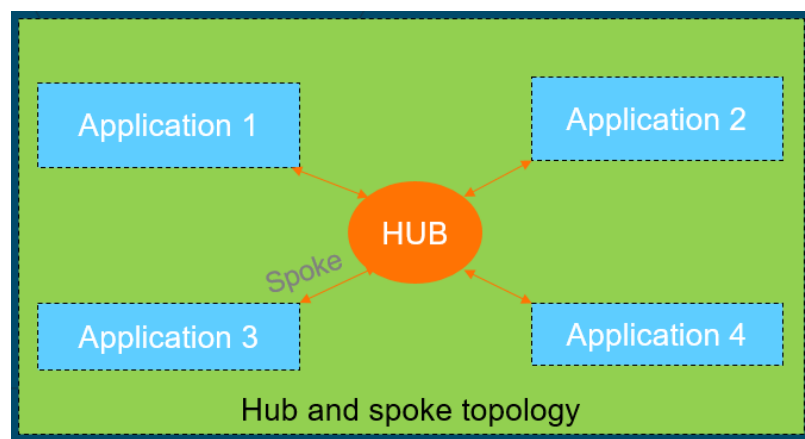 Application 1
Application 2
HUB
Spoke
Application 3
Application 4
Hub and spoke topology